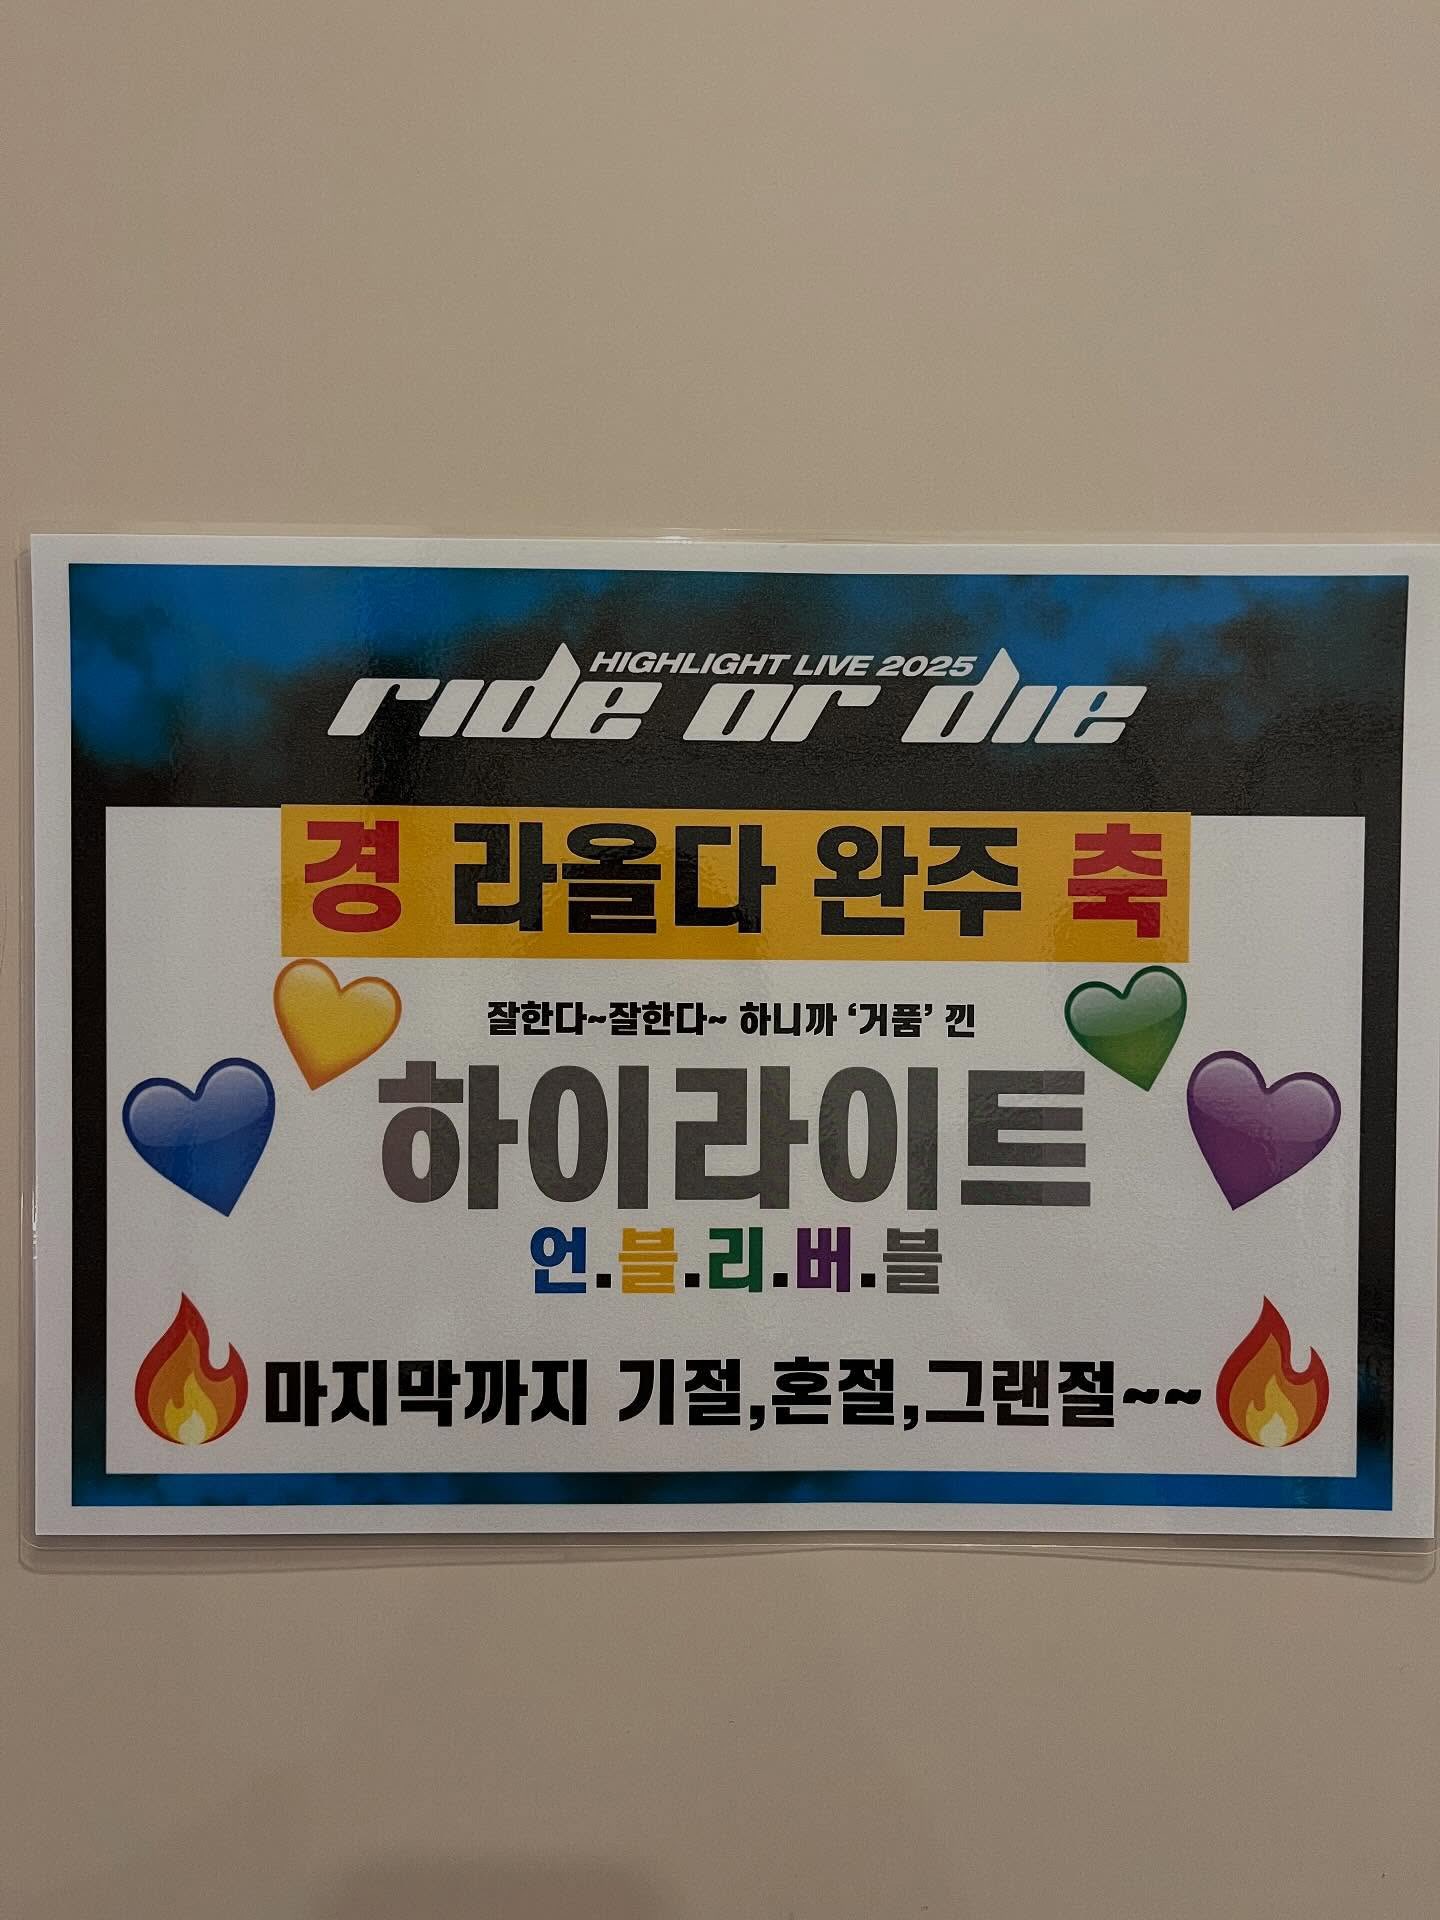 HIGHLIGHT LIVE 2025
ride or die
경 라올다 완주 축
잘한다~잘한다~ 하니까 ‘거품’ 낀
하이라이트
언.블.리.버.블
마지막까지 기절,혼절,그랜절~~